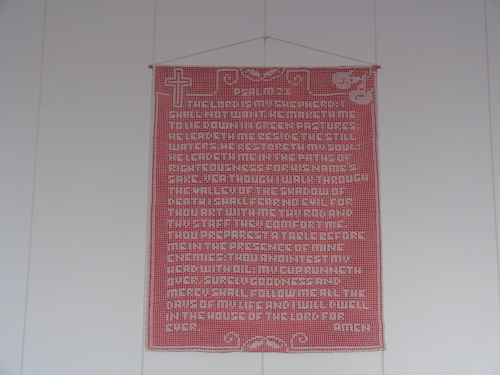 PSALM 23
THE LORD IS MY SHEPHERD; I
SHALL NOT WANT. HE MAKETH ME
TO LIE DOWN IN GREEN PASTURES:
HE LEADETH ME BESIDE THE STILL
WATERS. HE RESTORETH MY SOUL:
HE LEADETH ME IN THE PATHS OF
RIGHTEOUSNESS FOR HIS NAME'S
SAKE. YEA THOUGH I WALK THROUGH
THE VALLEY OF THE SHADOW OF
DEATH I SHALL FEAR NO EVIL FOR
THOU ART WITH ME THY ROD AND
THY STAFF THEY COMFORT ME.
THOU PREPAREST A TABLE BEFORE
ME IN THE PRESENCE OF MINE
ENEMIES: THOU ANOINTEST MY
HEAD WITH OIL: MY CUP RUNNETH
OVER. SURELY GOODNESS AND
MERCY SHALL FOLLOW ME ALL THE
DAYS OF MY LIFE AND I WILL DWELL
IN THE HOUSE OF THE LORD FOR
EVER. AMEN